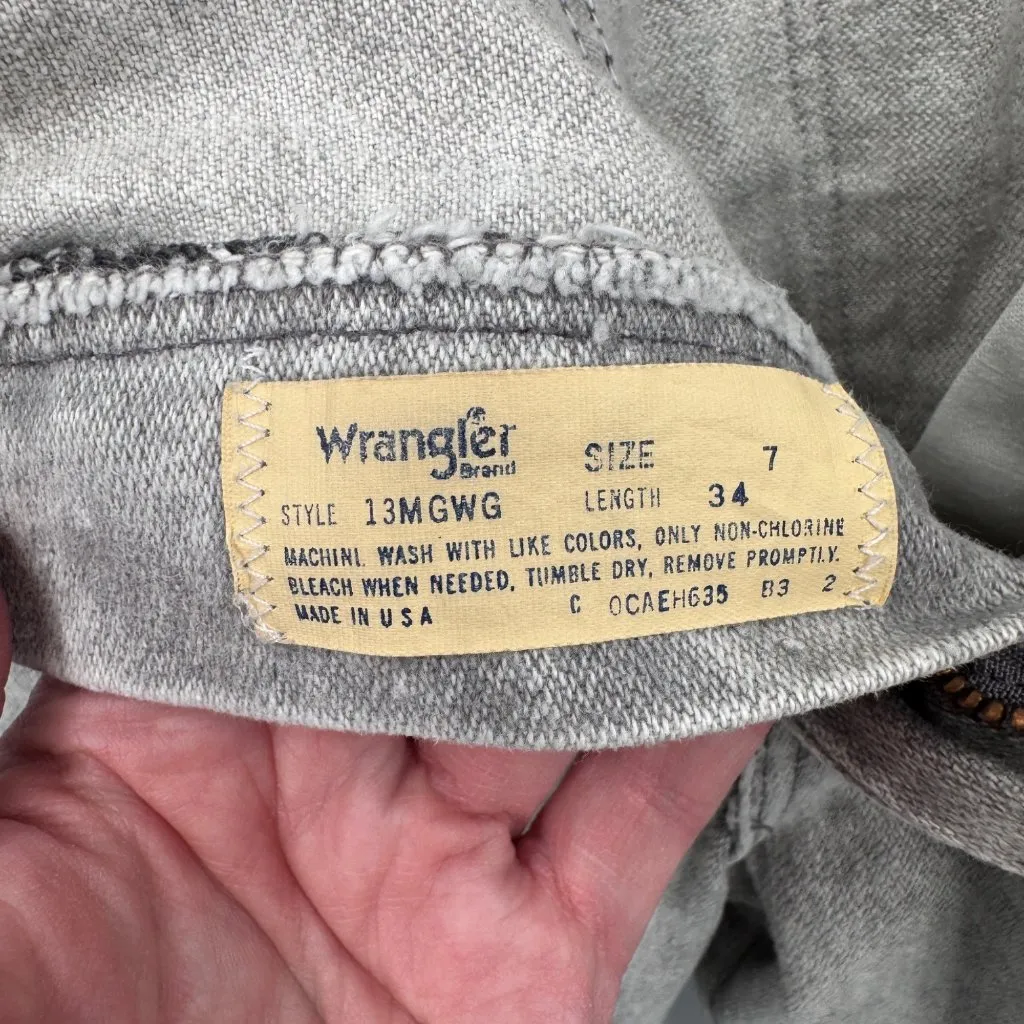 Wrangler
Brand
SIZE 7
STYLE 13MGWG LENGTH 34
MACHINE WASH WITH LIKE COLORS, ONLY NON-CHLORINE
BLEACH WHEN NEEDED, TUMBLE DRY, REMOVE PROMPTLY.
MADE IN U S A C OCAEH635 B3 2